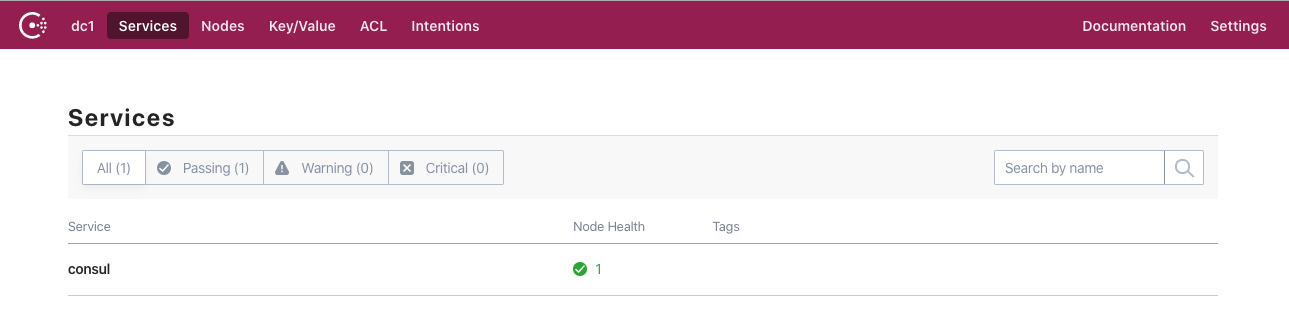 dc1 Services Nodes Key/Value ACL Intentions Documentation Settings
Services
All (1) Passing (1) Warning (0) Critical (0) Search by name
Service Node Health Tags
consul 1